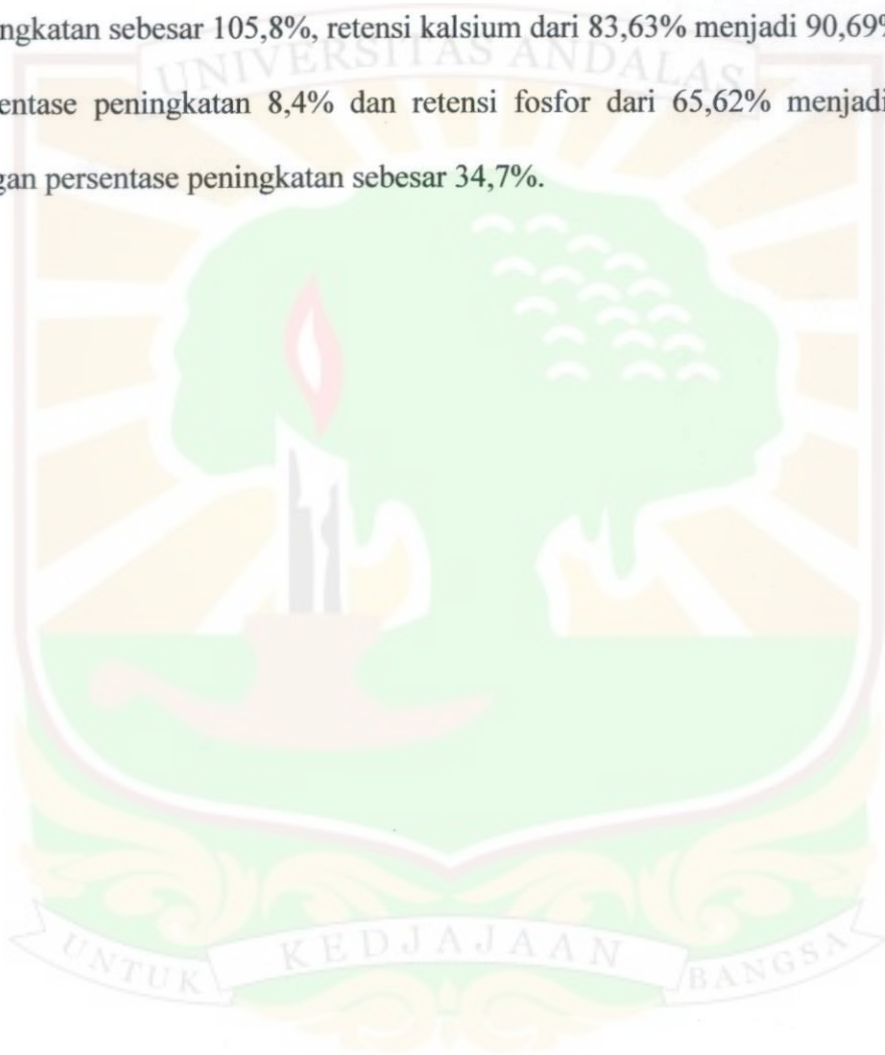 ngkatan sebesar 105,8%, retensi kalsium dari 83,63% menjadi 90,69%
UNIVERSITAS ANDALAS
entase peningkatan 8,4% dan retensi fosfor dari 65,62% menjadi
gan persentase peningkatan sebesar 34,7%.
UNTUK KEDJAJAAN BANGSA